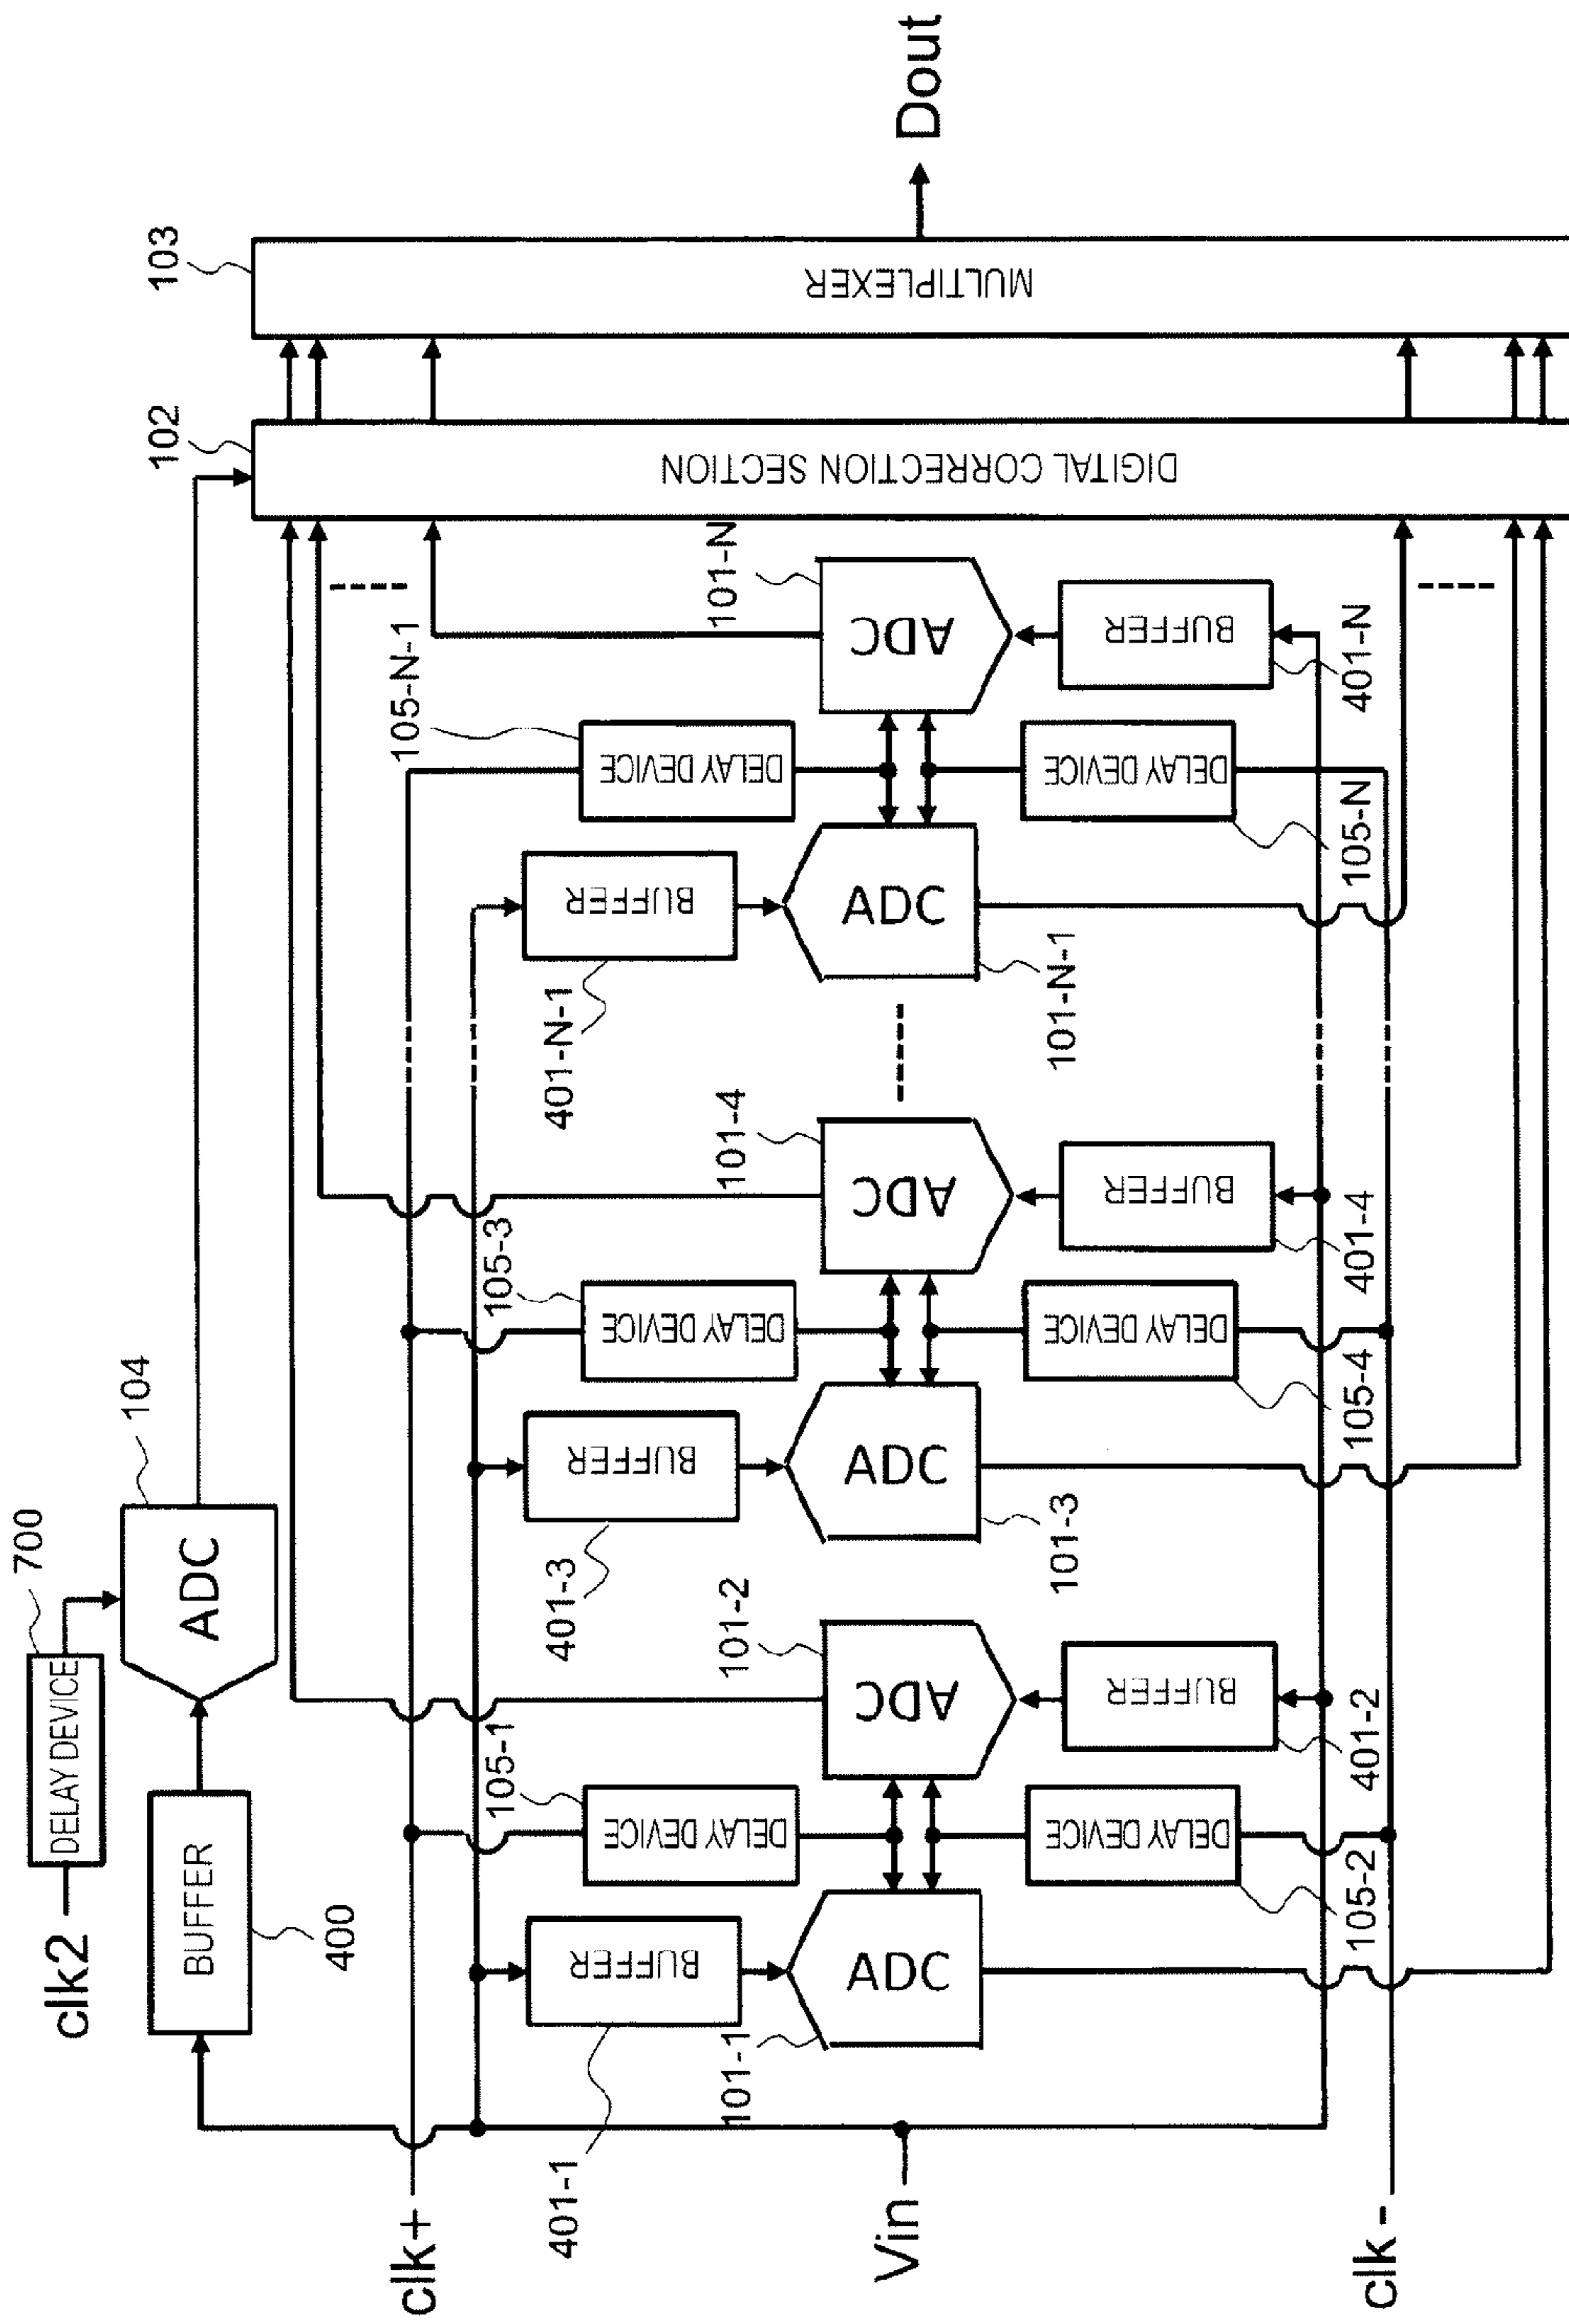 clk2
DELAY DEVICE
700
BUFFER
400
ADC
104
102
103
clk+
Vin
clk -
401-1
BUFFER
101-1
ADC
105-1
DELAY DEVICE
105-2
DELAY DEVICE
101-2
ADC
BUFFER
401-2
401-3
BUFFER
101-3
ADC
105-3
DELAY DEVICE
105-4
DELAY DEVICE
101-4
ADC
BUFFER
401-4
401-N-1
BUFFER
101-N-1
ADC
105-N-1
DELAY DEVICE
105-N
DELAY DEVICE
101-N
ADC
BUFFER
401-N
DIGITAL CORRECTION SECTION
MULTIPLEXER
Dout